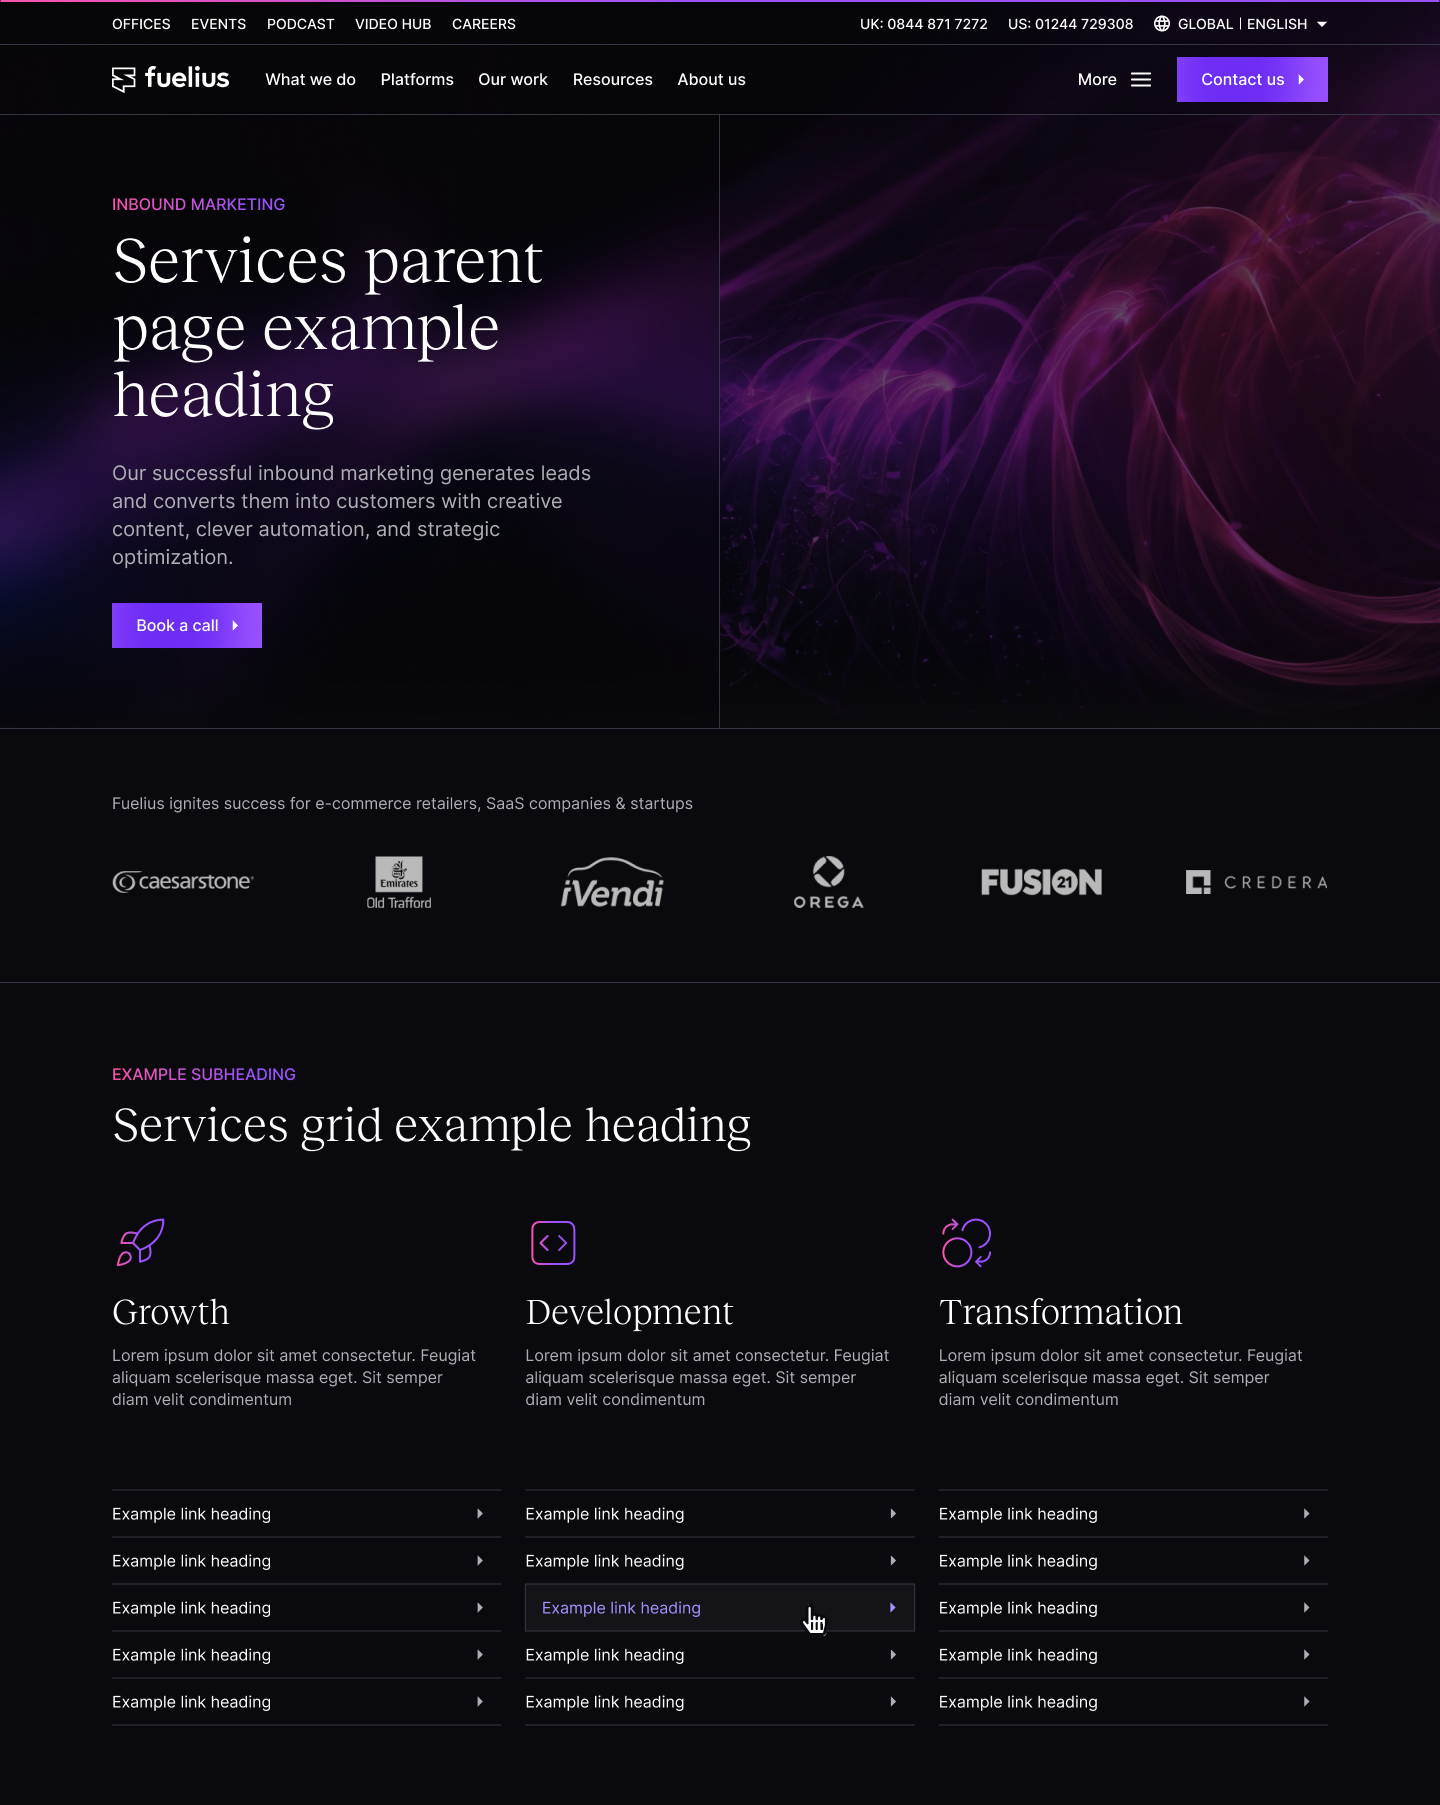 OFFICES EVENTS PODCAST VIDEO HUB CAREERS UK: 0844 871 7272 US: 01244 729308 GLOBAL | ENGLISH
fuelius What we do Platforms Our work Resources About us More Contact us
INBOUND MARKETING
Services parent
page example
heading
Our successful inbound marketing generates leads
and converts them into customers with creative
content, clever automation, and strategic
optimization.
Book a call
Fuelius ignites success for e-commerce retailers, SaaS companies & startups
caesarstone®
Emirates
Old Trafford
iVendi
OREGA
FUSION
21
CREDERA
EXAMPLE SUBHEADING
Services grid example heading
Growth
Lorem ipsum dolor sit amet consectetur. Feugiat
aliquam scelerisque massa eget. Sit semper
diam velit condimentum
Example link heading
Example link heading
Example link heading
Example link heading
Example link heading
Development
Lorem ipsum dolor sit amet consectetur. Feugiat
aliquam scelerisque massa eget. Sit semper
diam velit condimentum
Example link heading
Example link heading
Example link heading
Example link heading
Example link heading
Transformation
Lorem ipsum dolor sit amet consectetur. Feugiat
aliquam scelerisque massa eget. Sit semper
diam velit condimentum
Example link heading
Example link heading
Example link heading
Example link heading
Example link heading